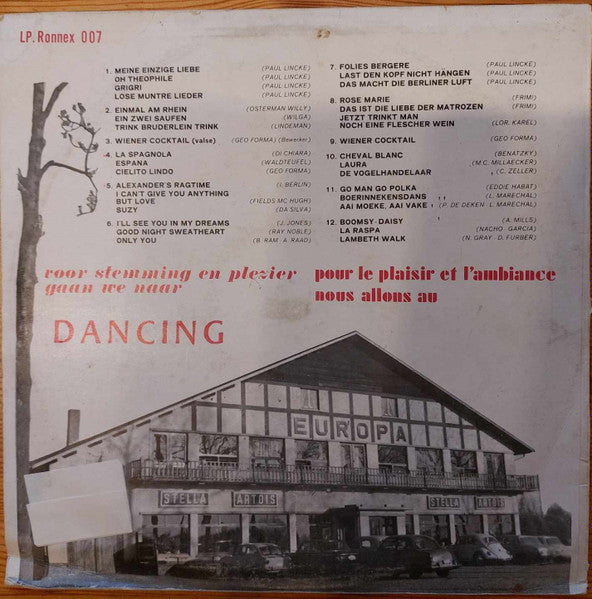 LP. Ronnex 007
1. MEINE EINZIGE LIEBE (PAUL LINCKE)
OH THEOPHILE (PAUL LINCKE)
GRIGRI (PAUL LINCKE)
LOSE MUNTRE LIEDER (PAUL LINCKE)
2. EINMAL AM RHEIN (OSTERMAN WILLY)
EIN ZWEI SAUFEN (WILGA)
TRINK BRUDERLEIN TRINK (LINDEMAN)
3. WIENER COCKTAIL (valse) (GEO FORMA) (Bewerker)
4. LA SPAGNOLA (DI CHIARA)
ESPANA (WALDTEUFEL)
CIELITO LINDO (GEO FORMA)
5. ALEXANDER'S RAGTIME (I. BERLIN)
I CAN'T GIVE YOU ANYTHING
BUT LOVE (FIELDS MC HUGH)
SUZY (DA SILVA)
6. I'LL SEE YOU IN MY DREAMS (J. JONES)
GOOD NIGHT SWEATHEART (RAY NOBLE)
ONLY YOU (B. RAM - A. RAAD)
7. FOLIES BERGERE (PAUL LINCKE)
LAST DEN KOPF NICHT HÄNGEN (PAUL LINCKE)
DAS MACHT DIE BERLINER LUFT (PAUL LINCKE)
8. ROSE MARIE (FRIMI)
DAS IST DIE LIEBE DER MATROZEN (FRIMI)
JETZT TRINKT MAN
NOCH EINE FLESCHER WEIN (LOR. KAREL)
9. WIENER COCKTAIL (GEO FORMA)
10. CHEVAL BLANC (BENATZKY)
LAURA (M C. MILLAECKER)
DE VOGELHANDELAAR (C. ZELLER)
11. GO MAN GO POLKA (EDDIE HABAT)
BOERINNEKENSDANS (L. MARECHAL)
AAI MOEKE, AAI VAKE (P. DE DEKEN - L. MARECHAL)
12. BOOMSY-DAISY (A. MILLS)
LA RASPA (NACHO - GARCIA)
LAMBETH WALK (N. GRAY - D. FURBER)
voor stemming en plezier
gaan we naar
pour le plaisir et l'ambiance
nous allons au
DANCING
EUROPA
STELLA ARTOIS STELLA ARTOIS